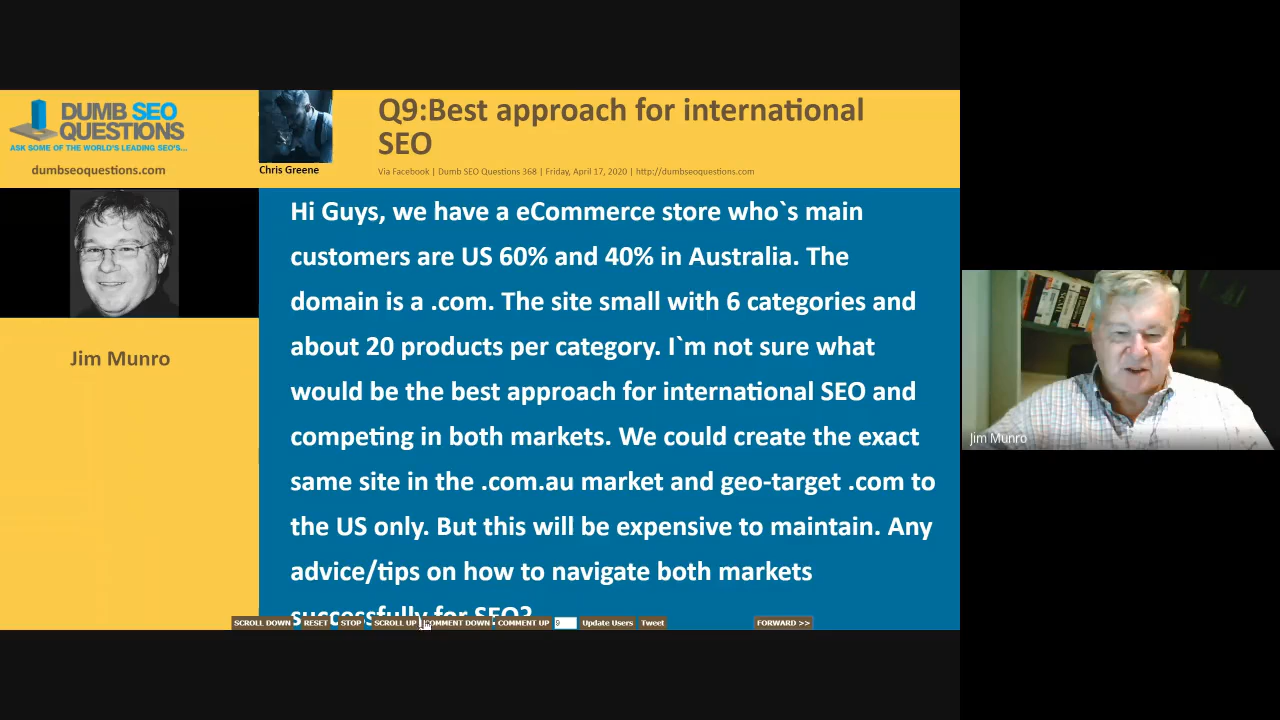 DUMB SEO
QUESTIONS
ASK SOME OF THE WORLD'S LEADING SEO'S...
dumbseoquestions.com
Chris Greene
Q9:Best approach for international
SEO
Via Facebook | Dumb SEO Questions 368 | Friday, April 17, 2020 | http://dumbseoquestions.com
Jim Munro
Hi Guys, we have a eCommerce store who`s main
customers are US 60% and 40% in Australia. The
domain is a .com. The site small with 6 categories and
about 20 products per category. I`m not sure what
would be the best approach for international SEO and
competing in both markets. We could create the exact
same site in the .com.au market and geo-target .com to
the US only. But this will be expensive to maintain. Any
advice/tips on how to navigate both markets
successfully for SEO?
SCROLL DOWN RESET STOP SCROLL UP COMMENT DOWN COMMENT UP 9 Update Users Tweet FORWARD >>
Jim Munro